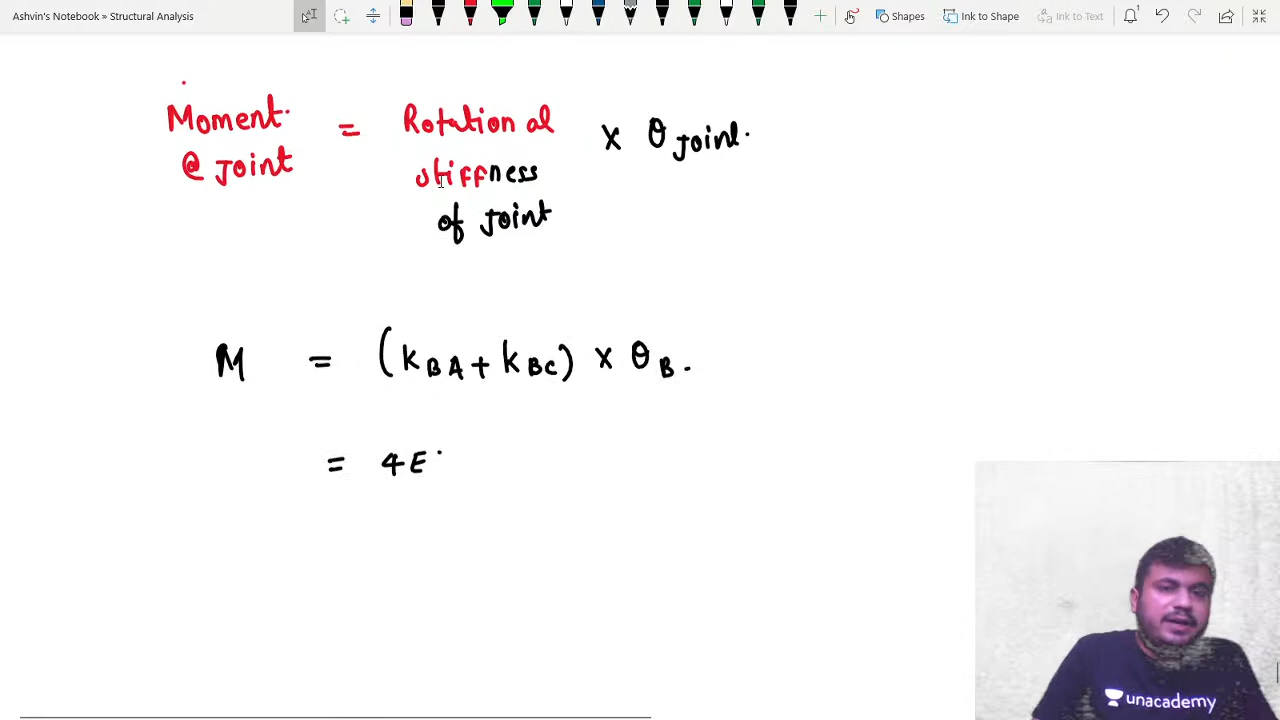 Ashvin's Notebook » Structural Analysis
Shapes Ink to Shape Ink to Text
Moment = Rotational × θ Joint.
@ Joint stiffness
of Joint
M = (KBA + KBC) × θB.
= 4E
unacademy